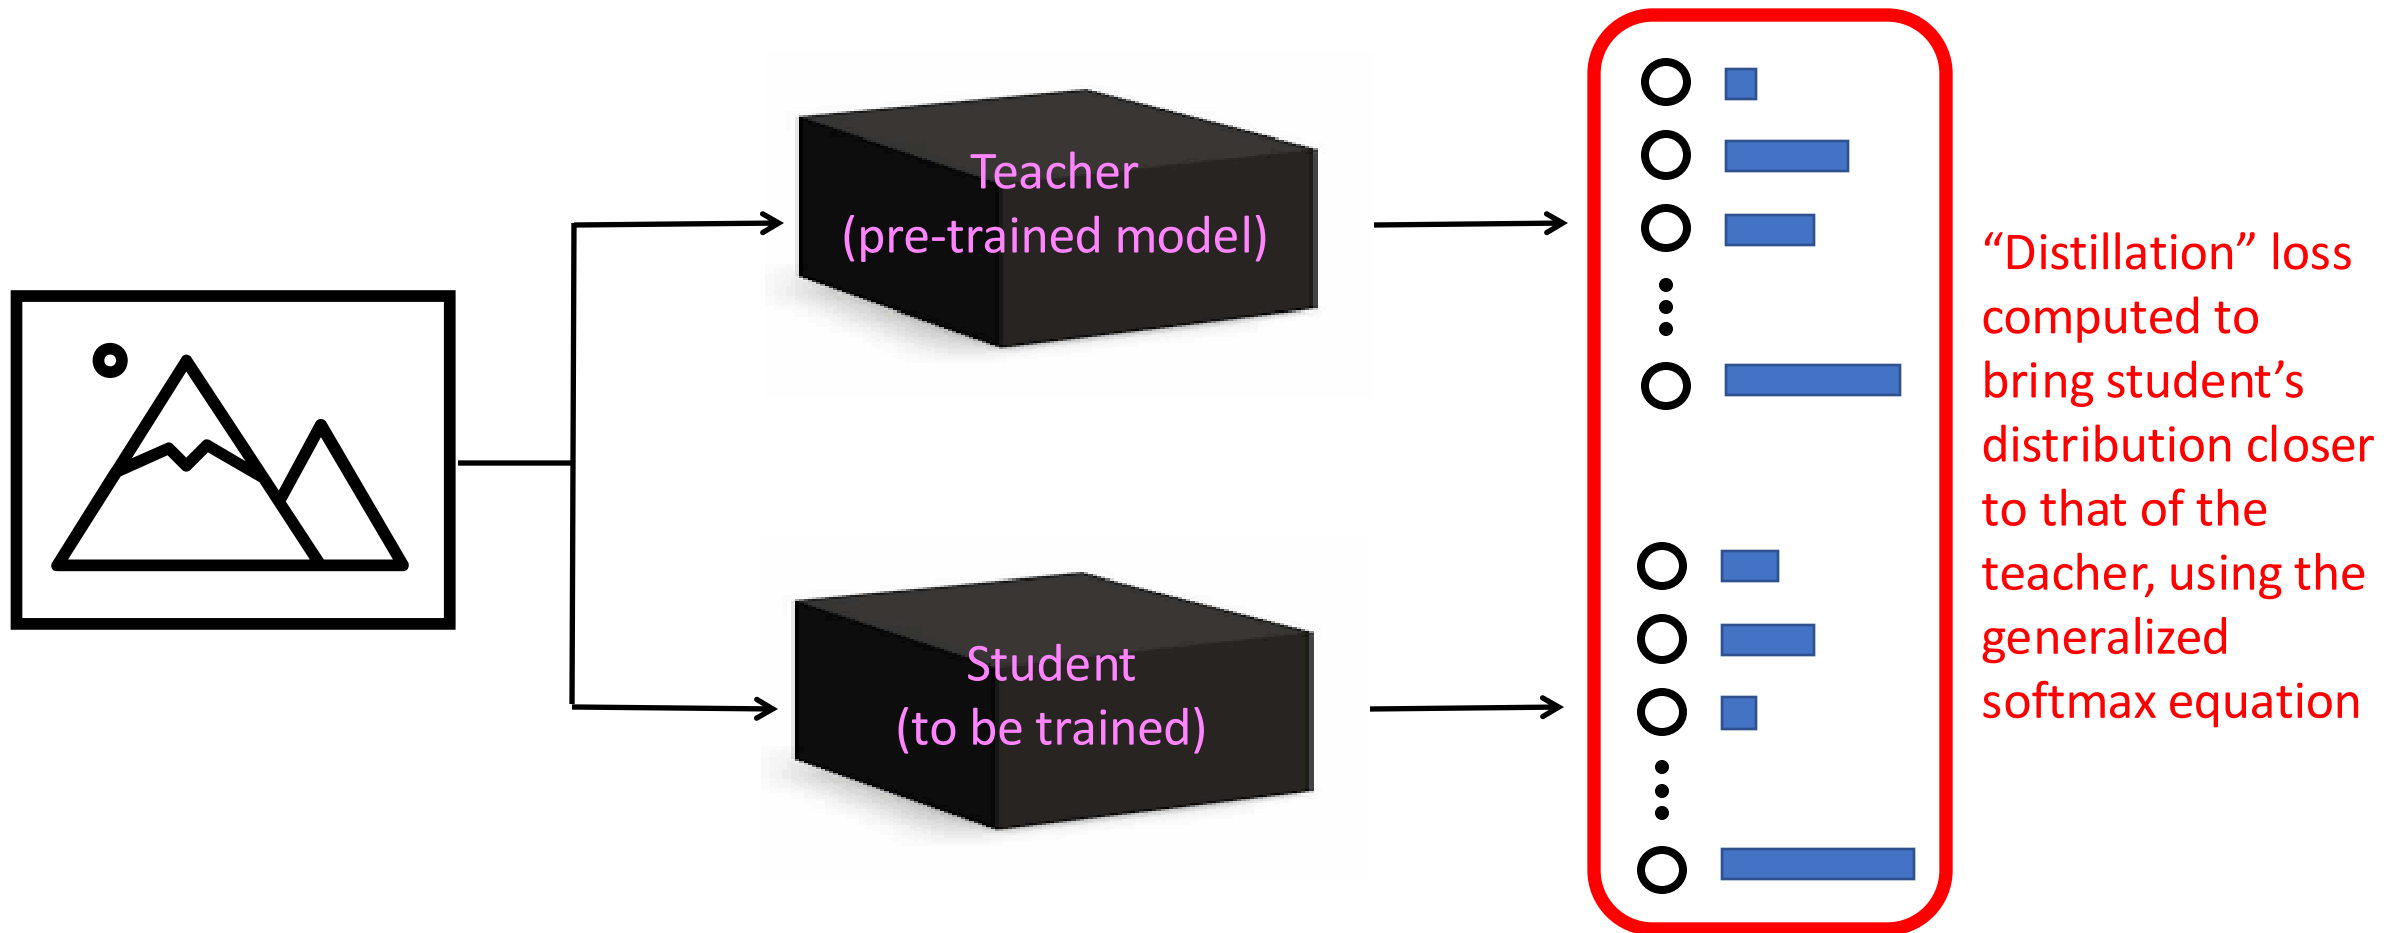 Teacher
(pre-trained model)
Student
(to be trained)
“Distillation” loss
computed to
bring student’s
distribution closer
to that of the
teacher, using the
generalized
softmax equation